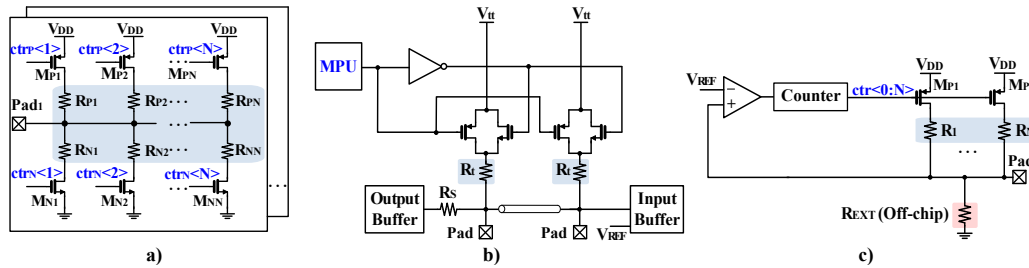 VDD VDD VDD
ctrP<1> ctrP<2> ctrP<N>
MP1 MP2 ... MPN
RP1 RP2 ... RPN
Pad1 ...
RN1 RN2 ... RNN
ctrN<1> ctrN<2> ctrN<N>
MN1 MN2 ... MNN ...
a)
Vtt Vtt
MPU
Rt Rt
Output Buffer
RS
Input Buffer
Pad Pad
VREF
b)
VREF
Counter
ctr<0:N>
VDD VDD
MP1 MP
R1 R
...
Pad
REXT (Off-chip)
c)